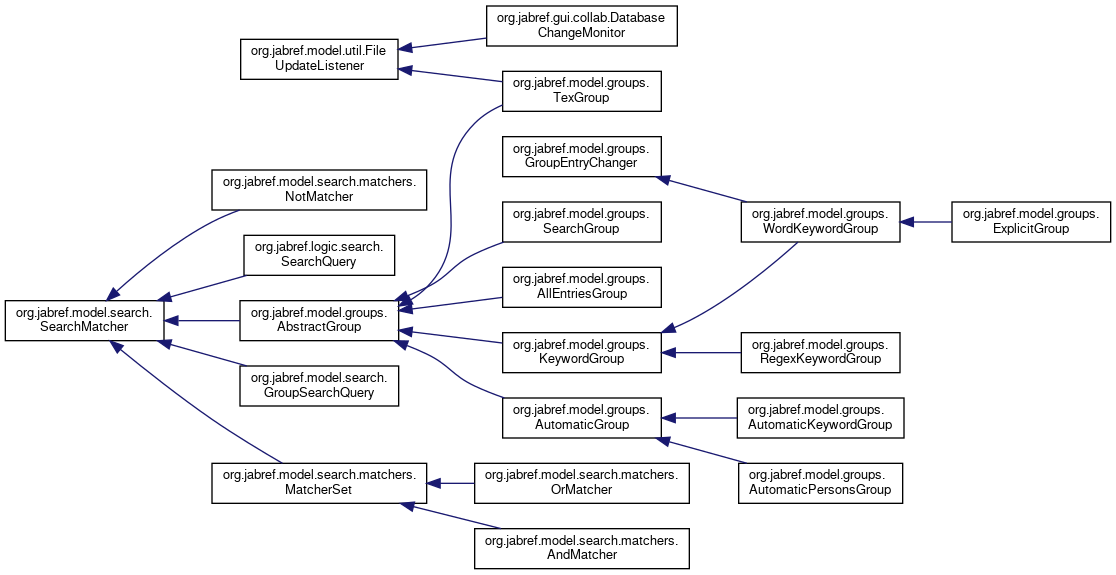 org.jabref.gui.collab.Database
ChangeMonitor
org.jabref.model.util.File
UpdateListener
org.jabref.model.groups.
TexGroup
org.jabref.model.groups.
GroupEntryChanger
org.jabref.model.search.matchers.
NotMatcher
org.jabref.model.groups.
SearchGroup
org.jabref.model.groups.
WordKeywordGroup
org.jabref.model.groups.
ExplicitGroup
org.jabref.logic.search.
SearchQuery
org.jabref.model.groups.
AllEntriesGroup
org.jabref.model.search.
SearchMatcher
org.jabref.model.groups.
AbstractGroup
org.jabref.model.groups.
KeywordGroup
org.jabref.model.groups.
RegexKeywordGroup
org.jabref.model.search.
GroupSearchQuery
org.jabref.model.groups.
AutomaticGroup
org.jabref.model.groups.
AutomaticKeywordGroup
org.jabref.model.search.matchers.
MatcherSet
org.jabref.model.search.matchers.
OrMatcher
org.jabref.model.groups.
AutomaticPersonsGroup
org.jabref.model.search.matchers.
AndMatcher